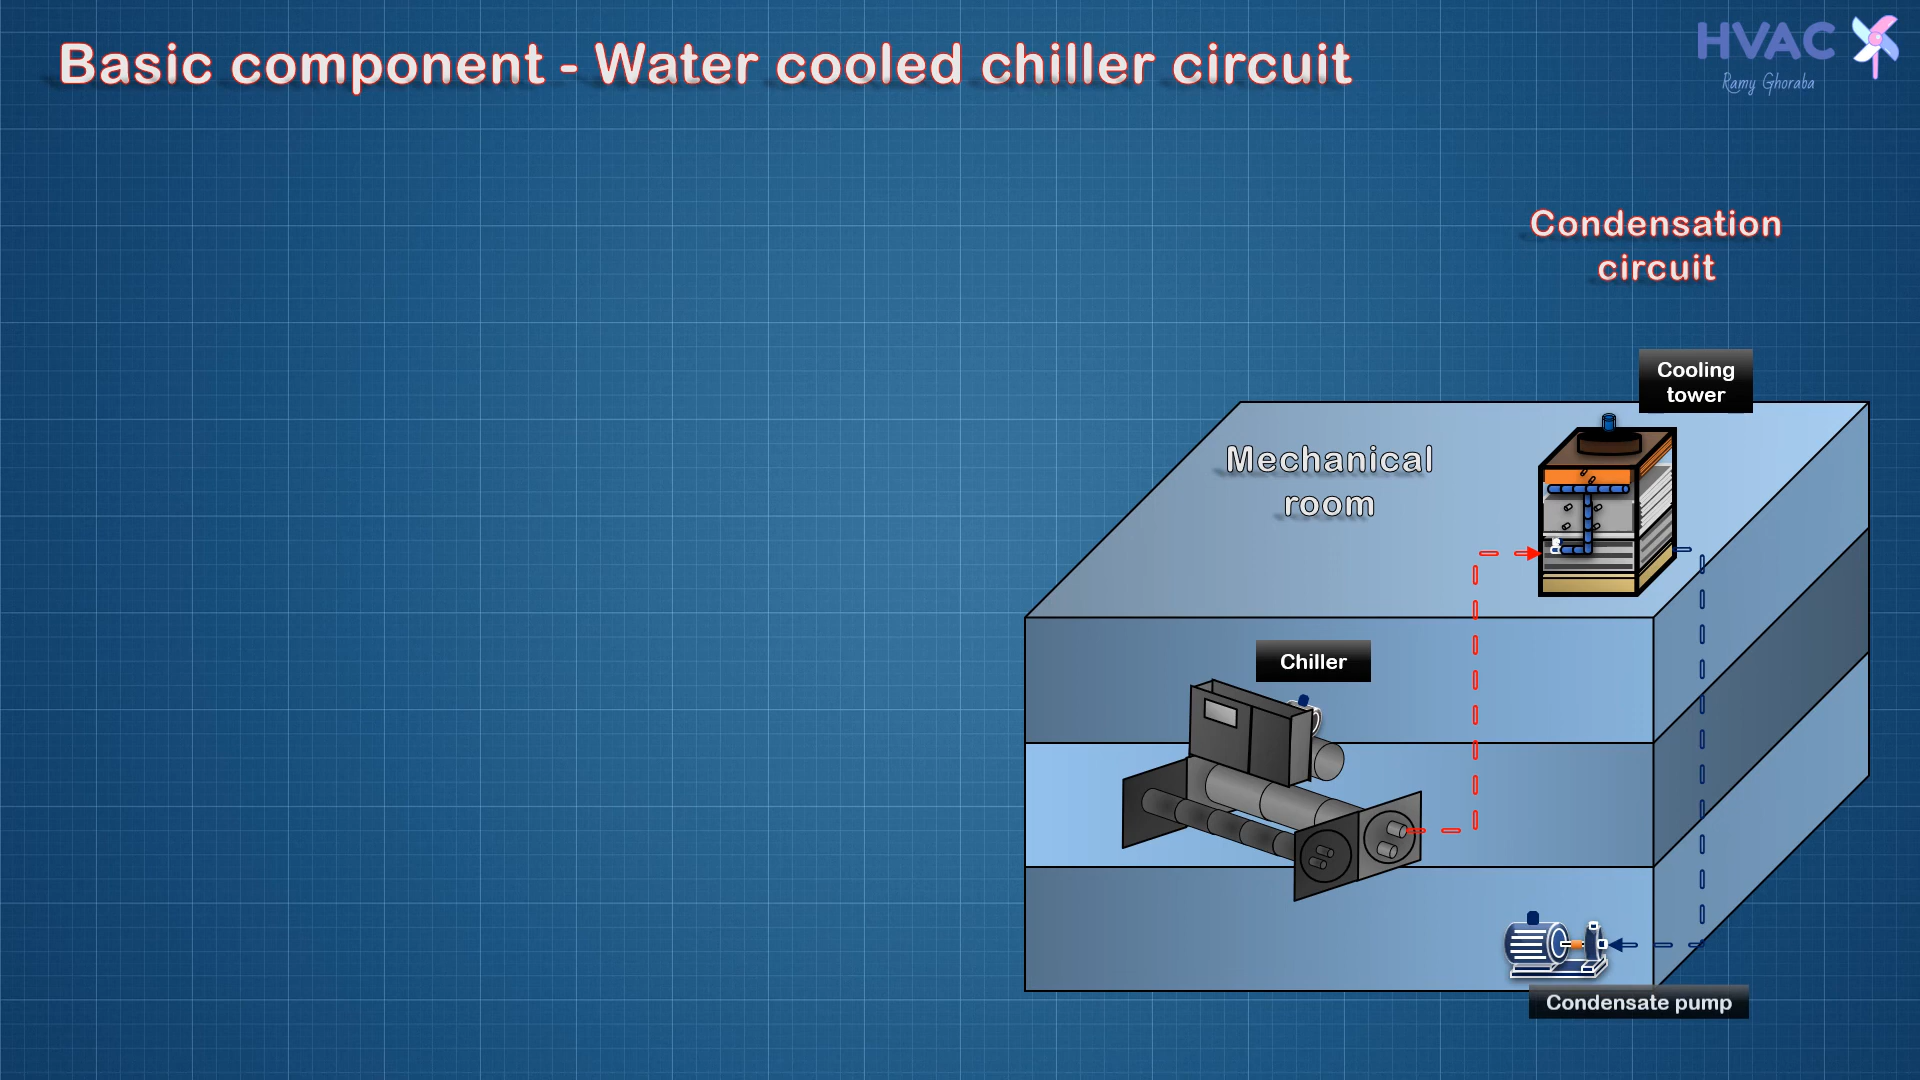 Basic component - Water cooled chiller circuit
HVAC
Ramy Ghoraba
Condensation
circuit
Cooling
tower
Mechanical
room
Chiller
Condensate pump